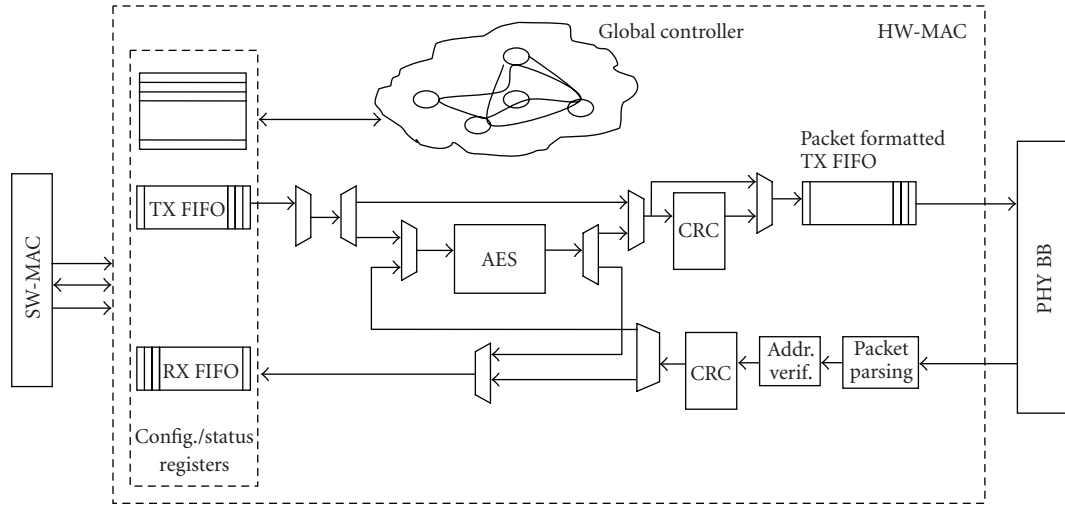 Global controller
HW-MAC
Packet formatted
TX FIFO
TX FIFO
CRC
AES
SW-MAC
PHY BB
RX FIFO
CRC
Addr.
verif.
Packet
parsing
Config./status
registers